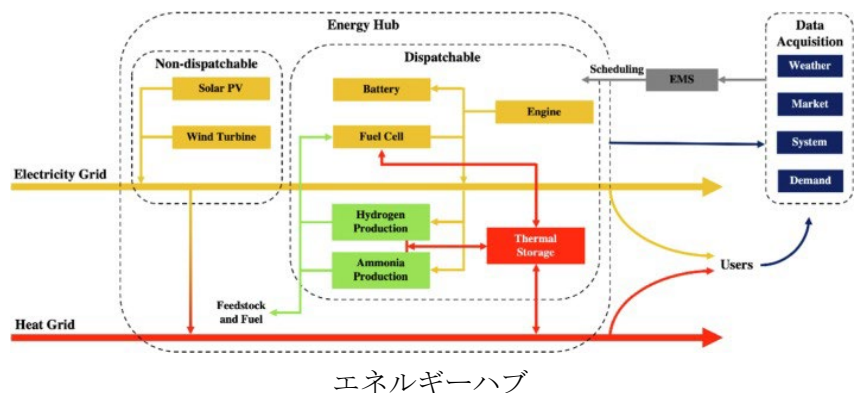 Energy Hub
Data
Acquisition
Non-dispatchable
Dispatchable
Weather
Scheduling
EMS
Solar PV
Battery
Engine
Market
Wind Turbine
Fuel Cell
System
Electricity Grid
Demand
Hydrogen
Production
Thermal
Storage
Ammonia
Production
Users
Feedstock
and Fuel
Heat Grid
エネルギーハブ